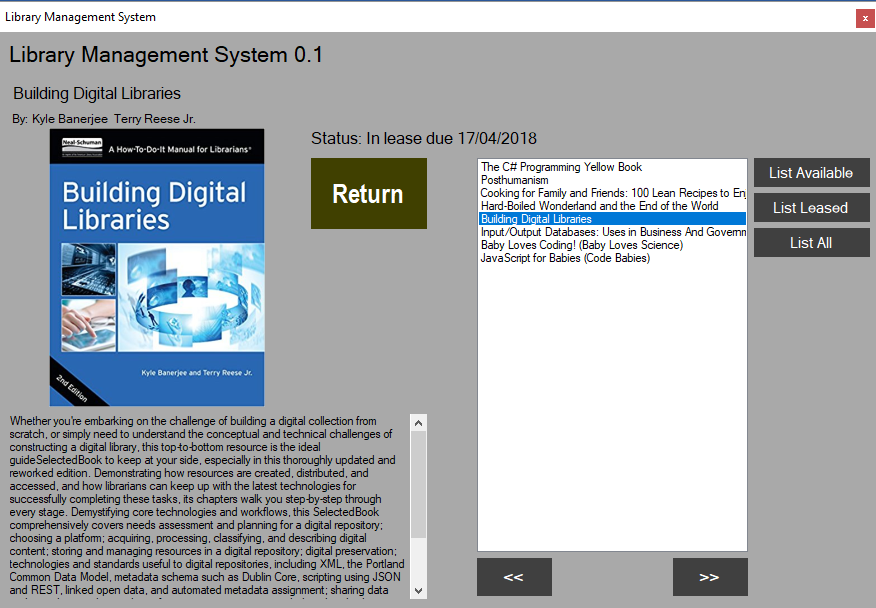 Library Management System
x
Library Management System 0.1
Building Digital Libraries
By: Kyle Banerjee  Terry Reese Jr.
Neal-Schuman
A How-To-Do-It Manual for Librarians®
Building Digital
Libraries
Kyle Banerjee and Terry Reese Jr.
2nd Edition
Status: In lease due 17/04/2018
Return
The C# Programming Yellow Book
Posthumanism
Cooking for Family and Friends: 100 Lean Recipes to En
Hard-Boiled Wonderland and the End of the World
Building Digital Libraries
Input/Output Databases: Uses in Business And Governm
Baby Loves Coding! (Baby Loves Science)
JavaScript for Babies (Code Babies)
List Available
List Leased
List All
Whether you're embarking on the challenge of building a digital collection from
scratch, or simply need to understand the conceptual and technical challenges of
constructing a digital library, this top-to-bottom resource is the ideal
guideSelectedBook to keep at your side, especially in this thoroughly updated and
reworked edition. Demonstrating how resources are created, distributed, and
accessed, and how librarians can keep up with the latest technologies for
successfully completing these tasks, its chapters walk you step-by-step through
every stage. Demystifying core technologies and workflows, this SelectedBook
comprehensively covers needs assessment and planning for a digital repository;
choosing a platform; acquiring, processing, classifying, and describing digital
content; storing and managing resources in a digital repository; digital preservation;
technologies and standards useful to digital repositories, including XML, the Portland
Common Data Model, metadata schema such as Dublin Core, scripting using JSON
and REST, linked open data, and automated metadata assignment; sharing data
<<
>>